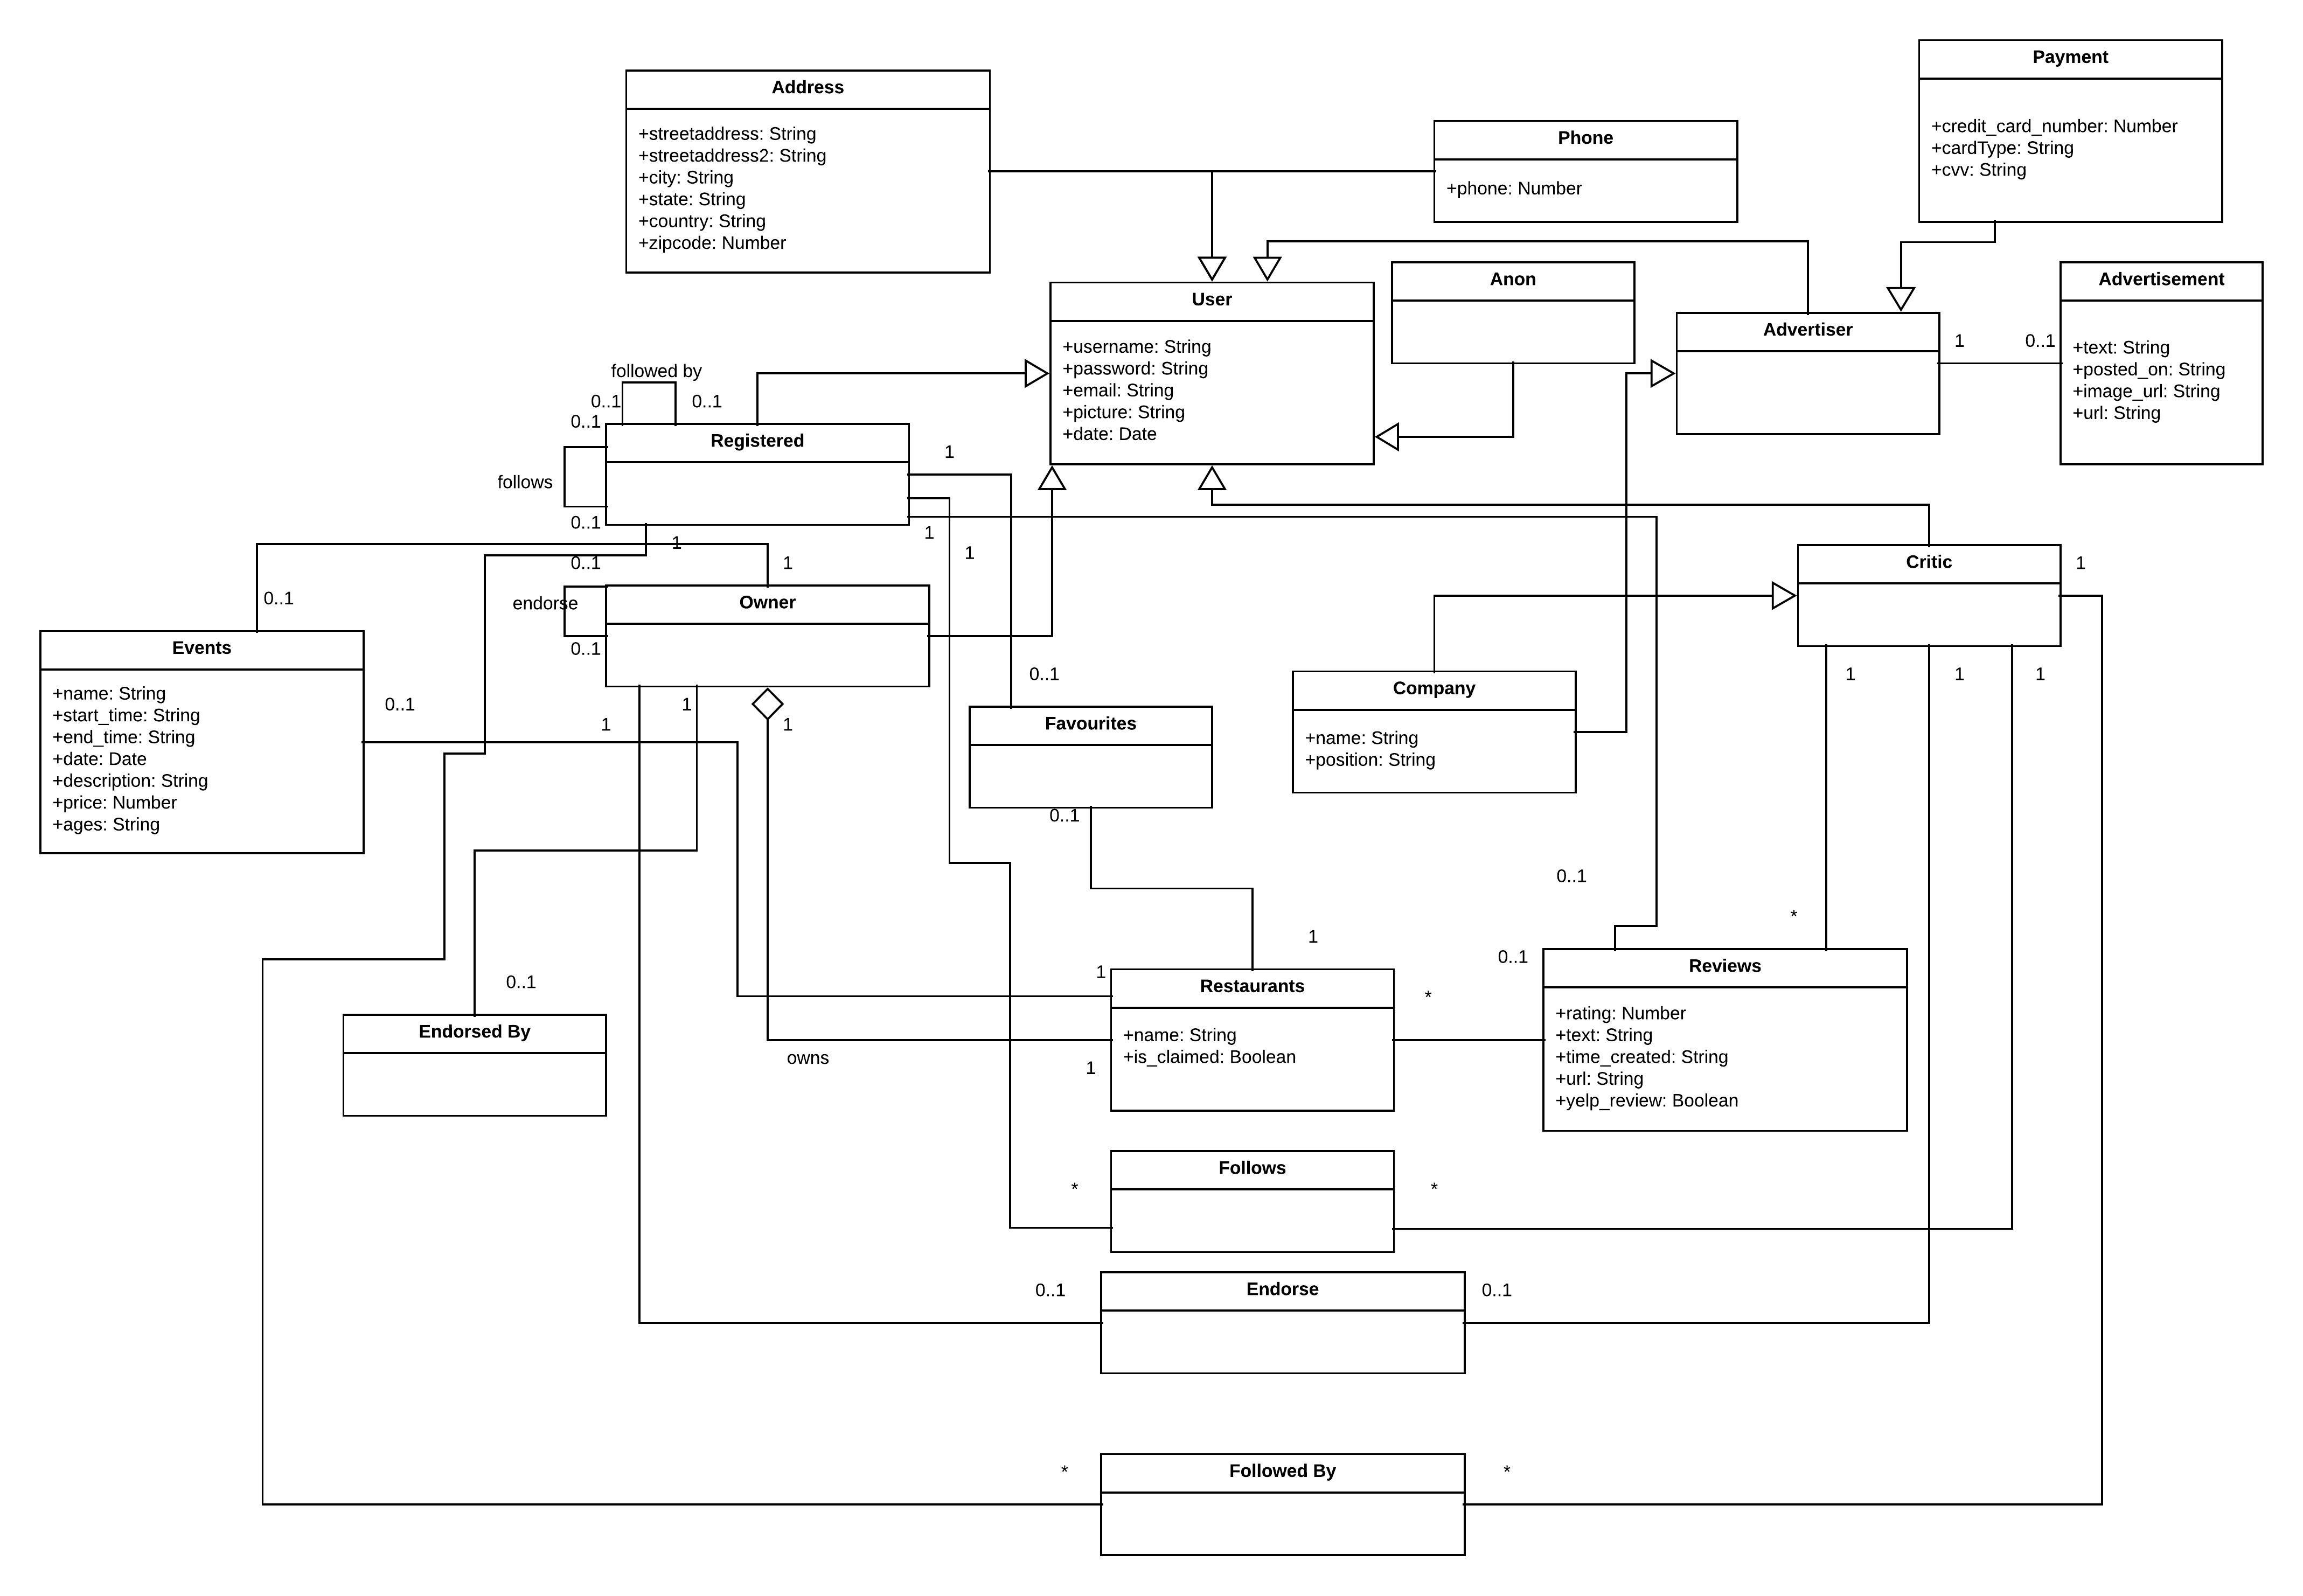 Payment
+credit_card_number: Number
+cardType: String
+cvv: String
Address
+streetaddress: String
+streetaddress2: String
+city: String
+state: String
+country: String
+zipcode: Number
Phone
+phone: Number
User
+username: String
+password: String
+email: String
+picture: String
+date: Date
Anon
Advertiser
1
0..1
Advertisement
+text: String
+posted_on: String
+image_url: String
+url: String
followed by
0..1
0..1
0..1
Registered
follows
0..1
1
1
1
1
0..1
1
0..1
endorse
0..1
Owner
Critic
1
Events
+name: String
+start_time: String
+end_time: String
+date: Date
+description: String
+price: Number
+ages: String
0..1
1
1
1
0..1
Favourites
0..1
Company
+name: String
+position: String
1
1
1
0..1
*
0..1
Endorsed By
owns
1
1
1
Restaurants
+name: String
+is_claimed: Boolean
*
0..1
Reviews
+rating: Number
+text: String
+time_created: String
+url: String
+yelp_review: Boolean
*
Follows
*
0..1
Endorse
0..1
*
Followed By
*